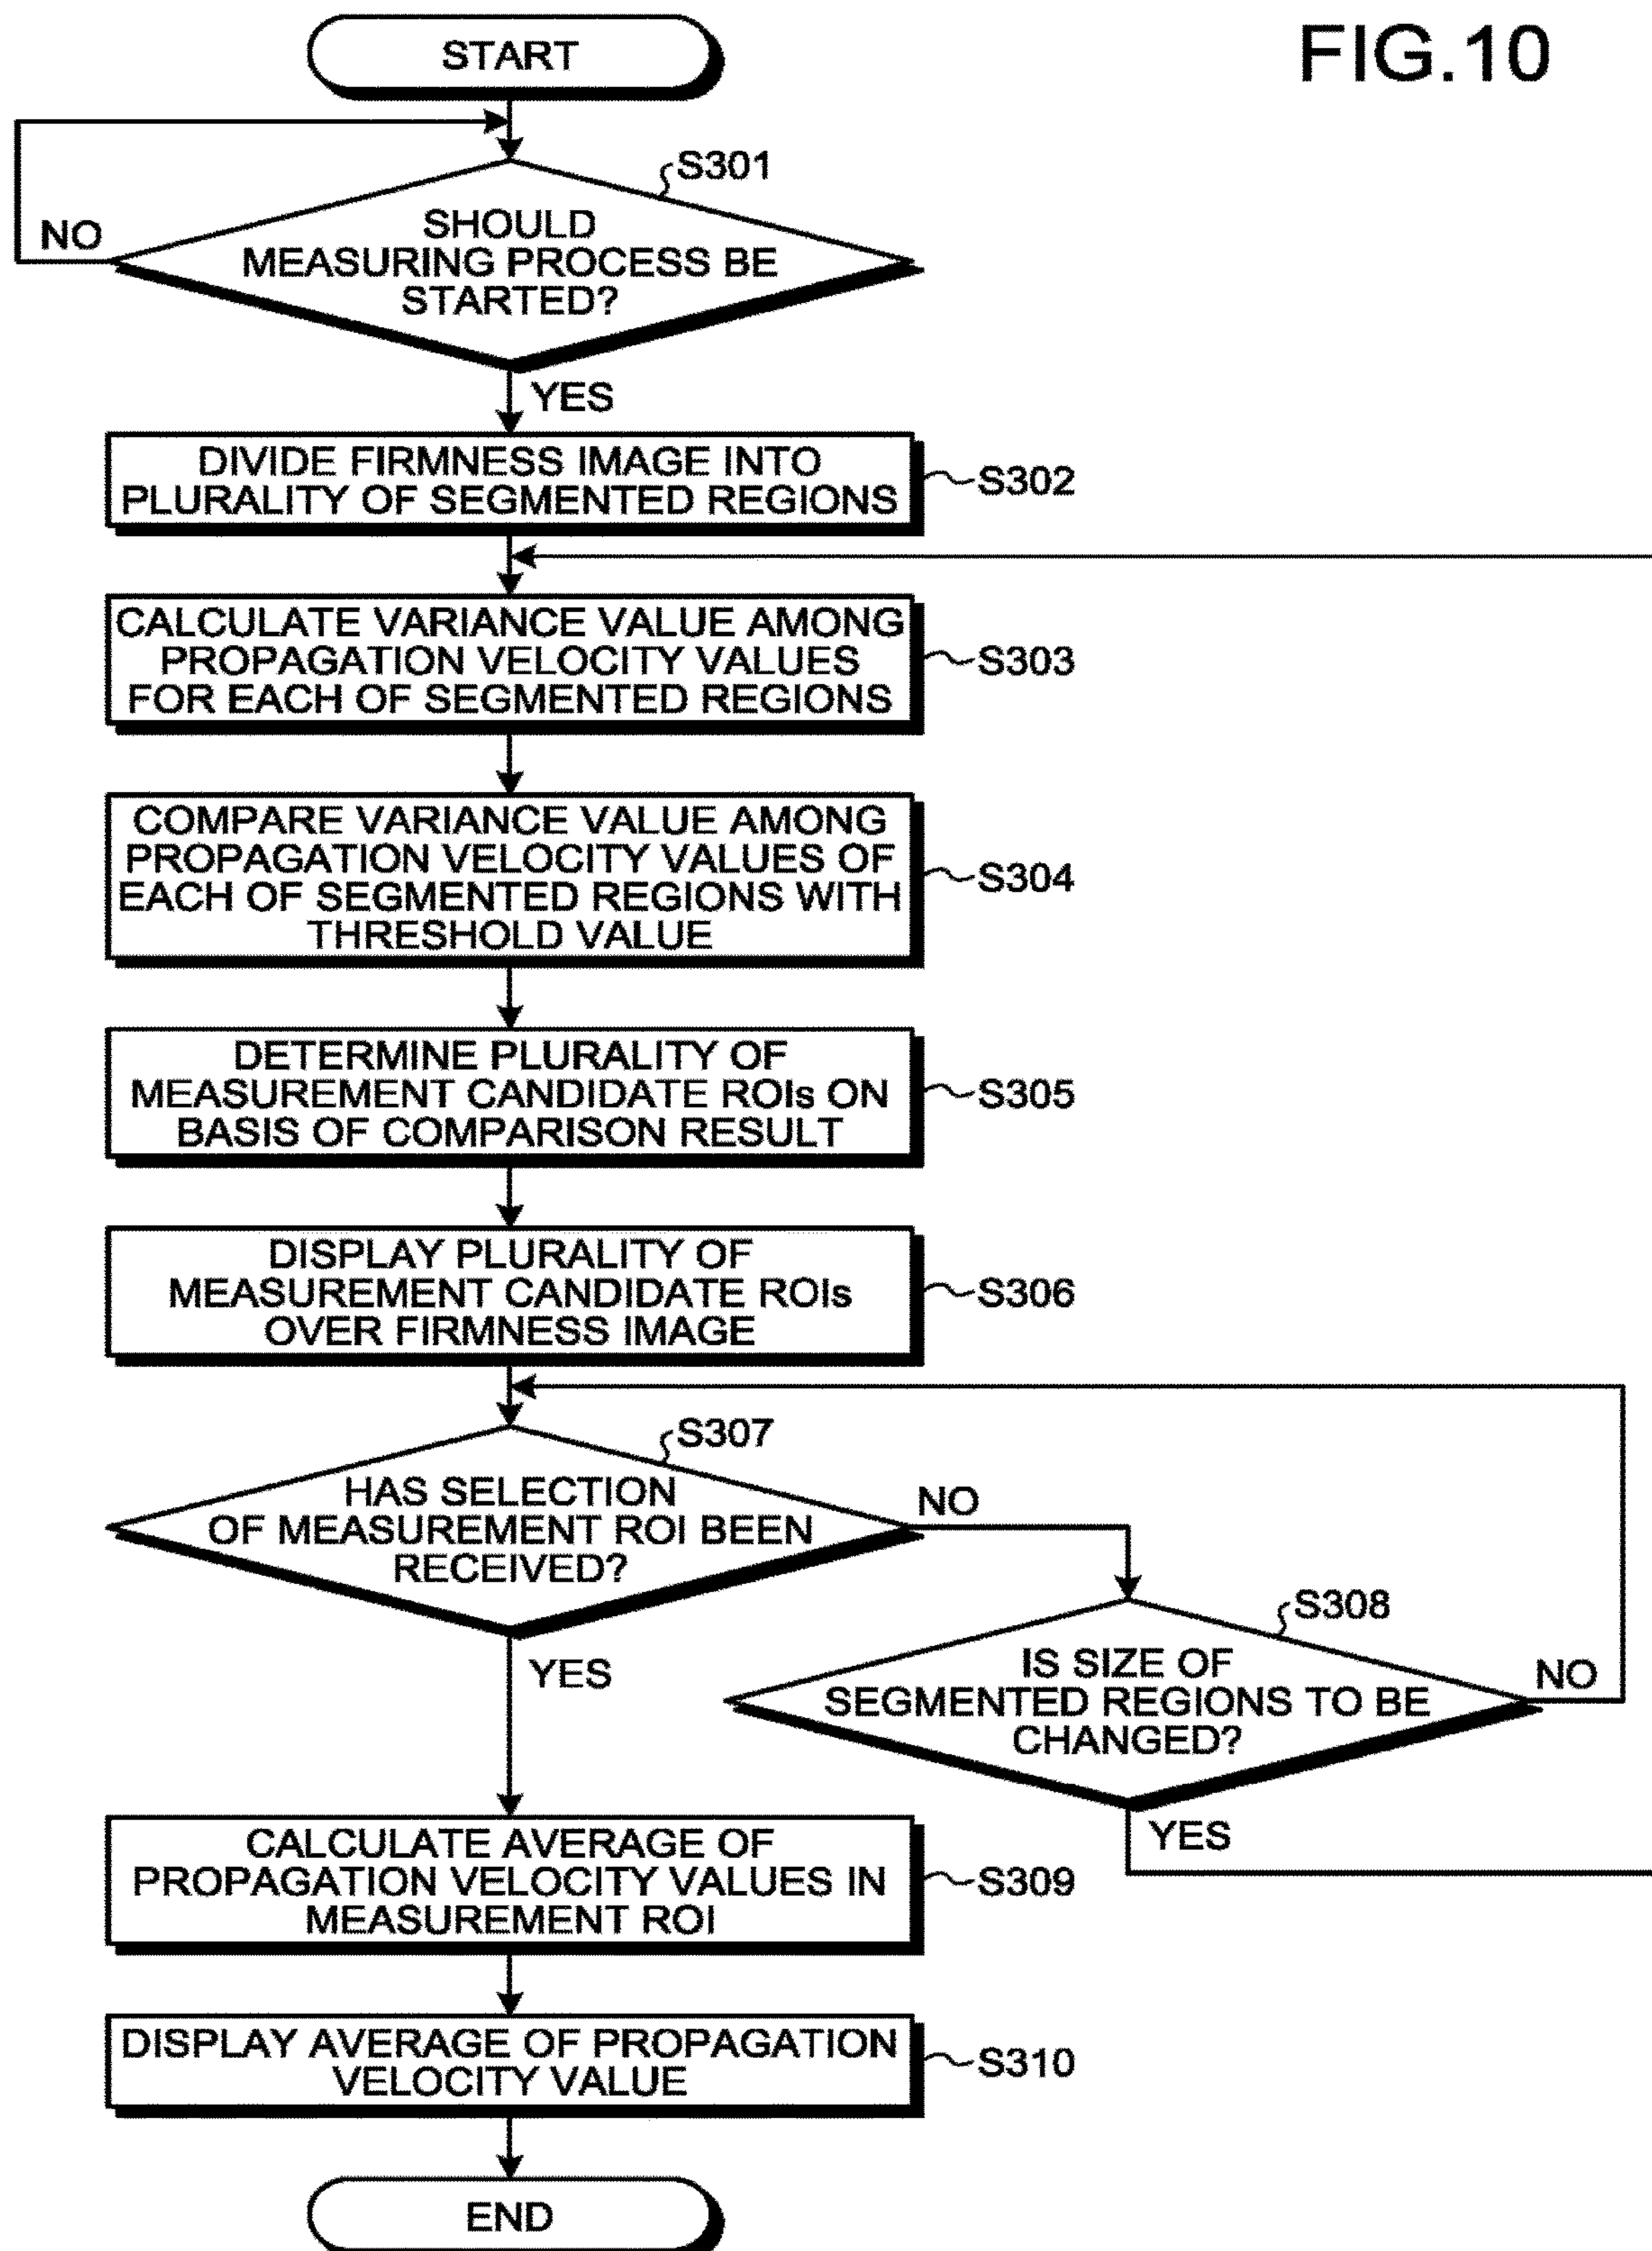 FIG.10
START
S301
NO
SHOULD
MEASURING PROCESS BE
STARTED?
YES
DIVIDE FIRMNESS IMAGE INTO
PLURALITY OF SEGMENTED REGIONS
S302
CALCULATE VARIANCE VALUE AMONG
PROPAGATION VELOCITY VALUES
FOR EACH OF SEGMENTED REGIONS
S303
COMPARE VARIANCE VALUE AMONG
PROPAGATION VELOCITY VALUES OF
EACH OF SEGMENTED REGIONS WITH
THRESHOLD VALUE
S304
DETERMINE PLURALITY OF
MEASUREMENT CANDIDATE ROIs ON
BASIS OF COMPARISON RESULT
S305
DISPLAY PLURALITY OF
MEASUREMENT CANDIDATE ROIs
OVER FIRMNESS IMAGE
S306
S307
HAS SELECTION
OF MEASUREMENT ROI BEEN
RECEIVED?
NO
YES
S308
IS SIZE OF
SEGMENTED REGIONS TO BE
CHANGED?
NO
YES
CALCULATE AVERAGE OF
PROPAGATION VELOCITY VALUES IN
MEASUREMENT ROI
S309
DISPLAY AVERAGE OF PROPAGATION
VELOCITY VALUE
S310
END